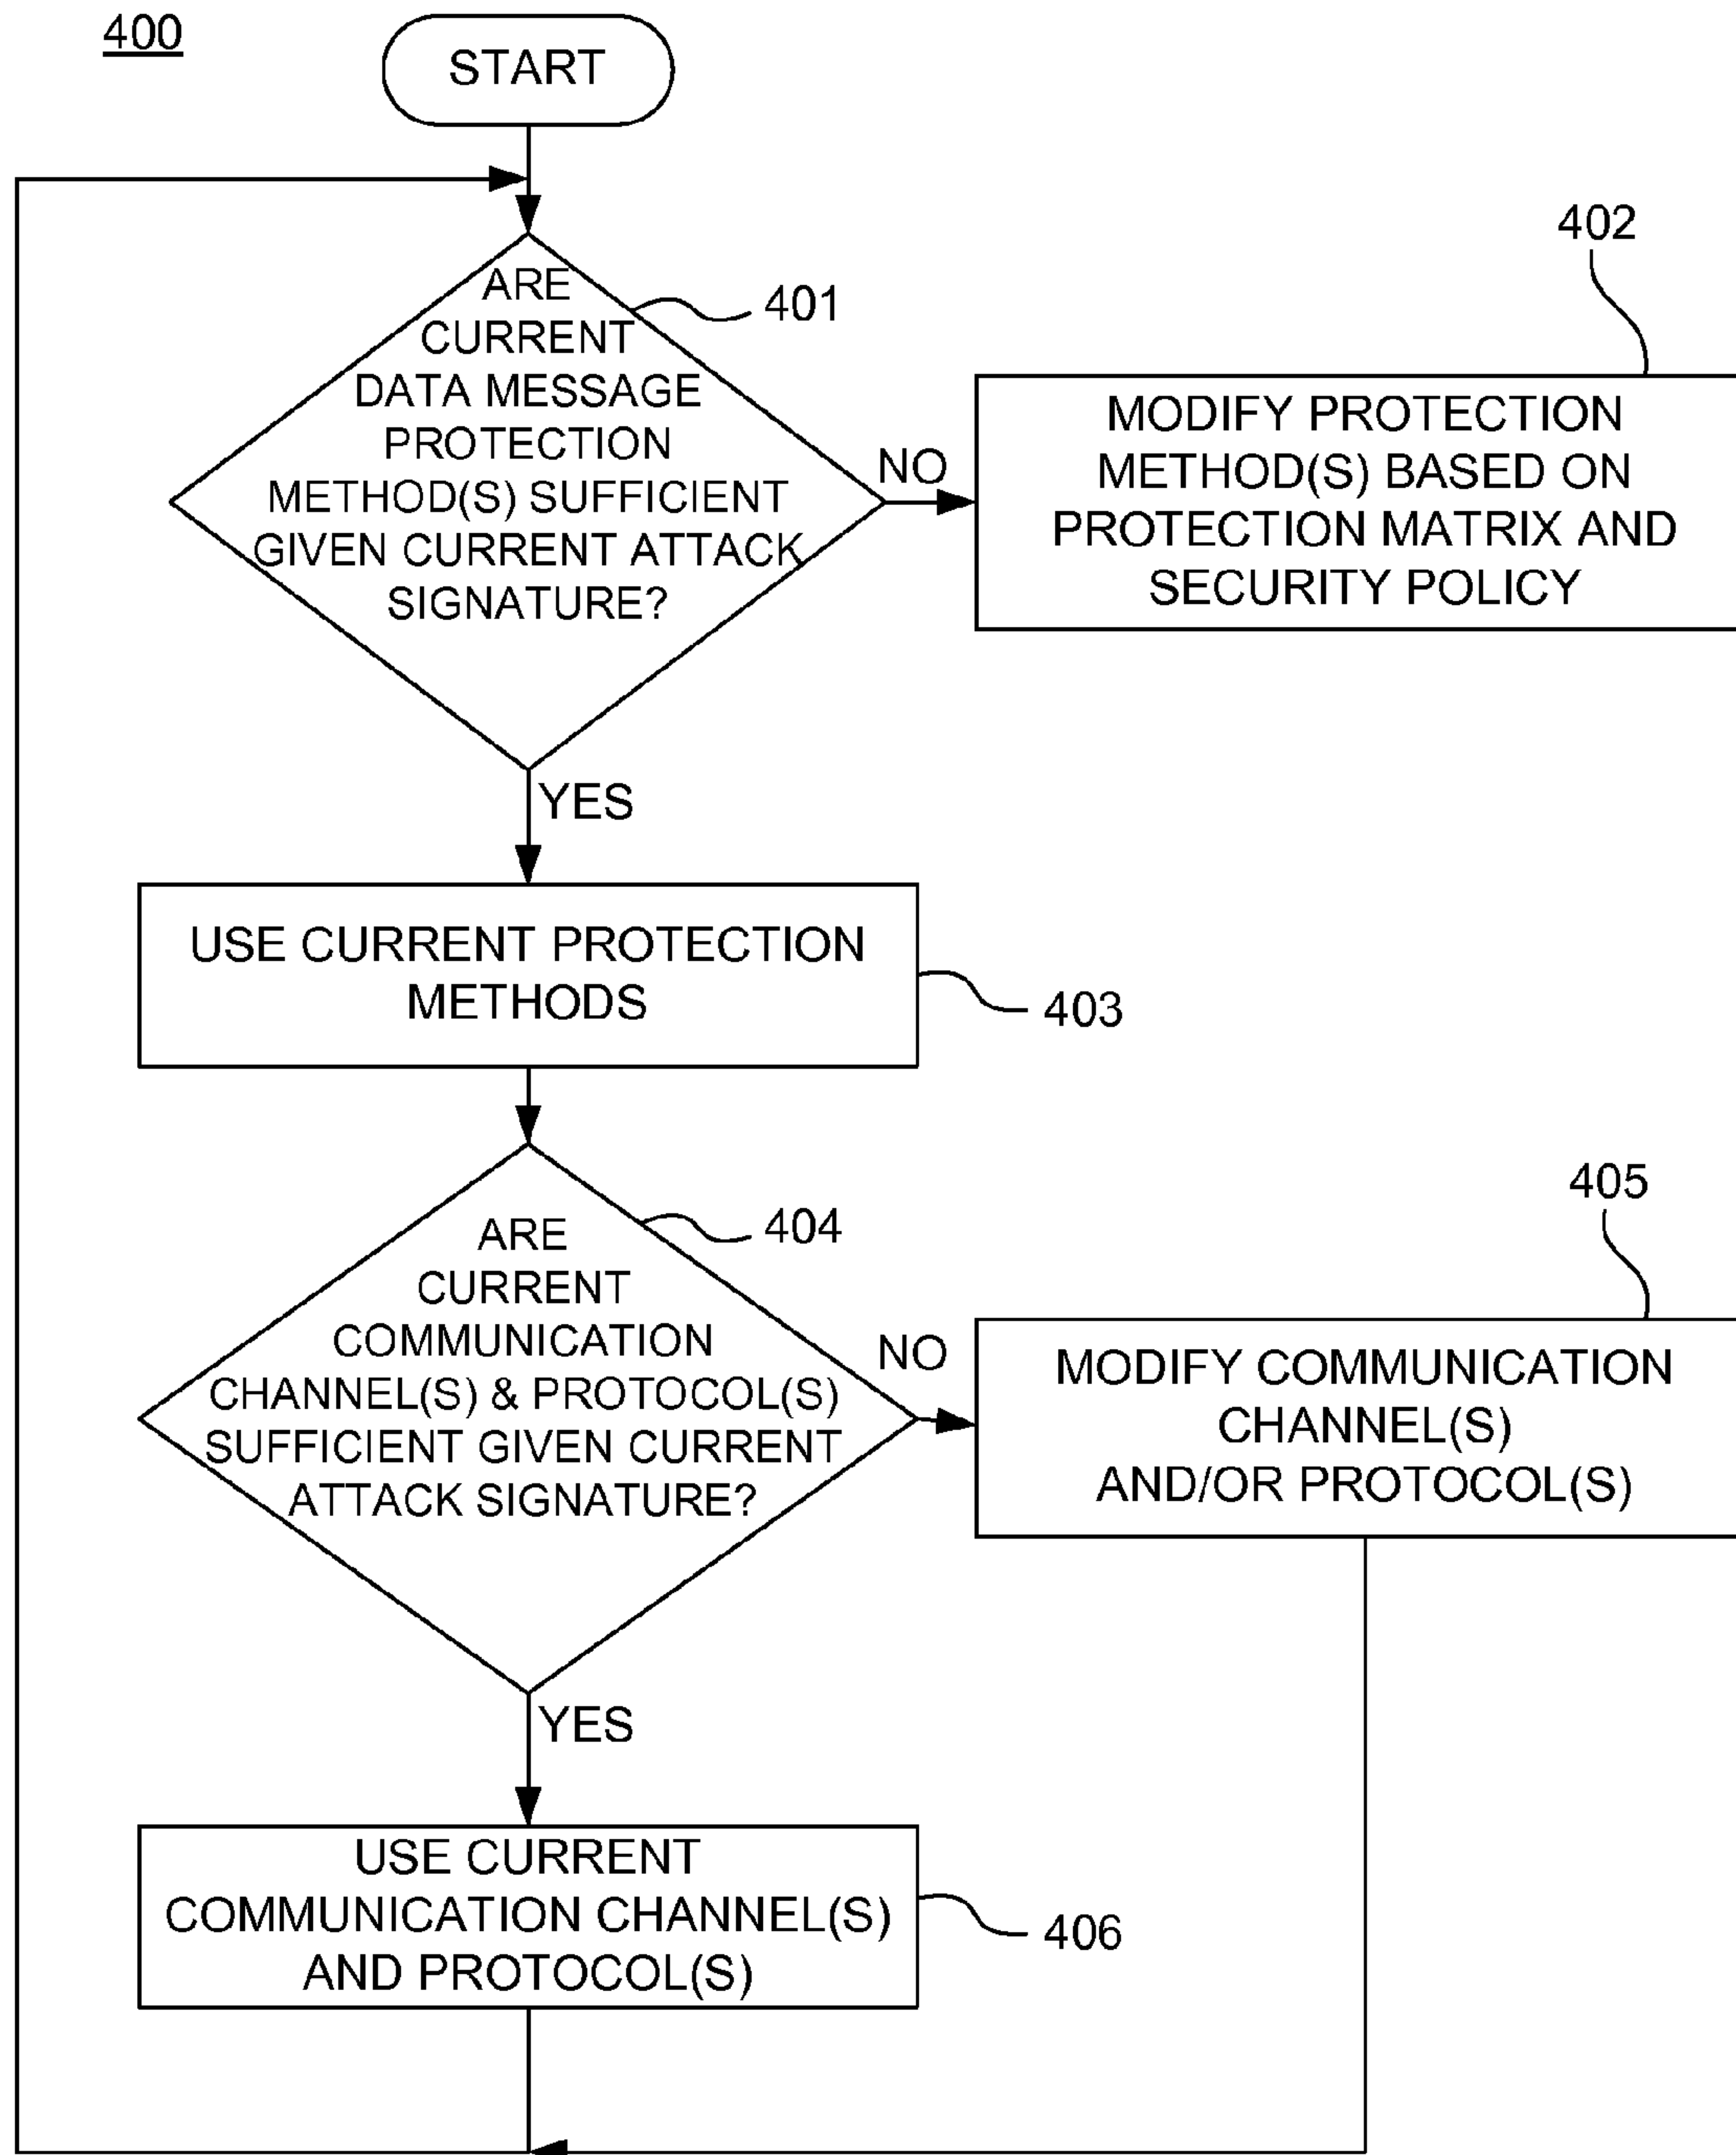 400
START
ARE
CURRENT
DATA MESSAGE
PROTECTION
METHOD(S) SUFFICIENT
GIVEN CURRENT ATTACK
SIGNATURE?
401
NO
402
MODIFY PROTECTION
METHOD(S) BASED ON
PROTECTION MATRIX AND
SECURITY POLICY
YES
USE CURRENT PROTECTION
METHODS
403
ARE
CURRENT
COMMUNICATION
CHANNEL(S) & PROTOCOL(S)
SUFFICIENT GIVEN CURRENT
ATTACK SIGNATURE?
404
NO
405
MODIFY COMMUNICATION
CHANNEL(S)
AND/OR PROTOCOL(S)
YES
USE CURRENT
COMMUNICATION CHANNEL(S)
AND PROTOCOL(S)
406